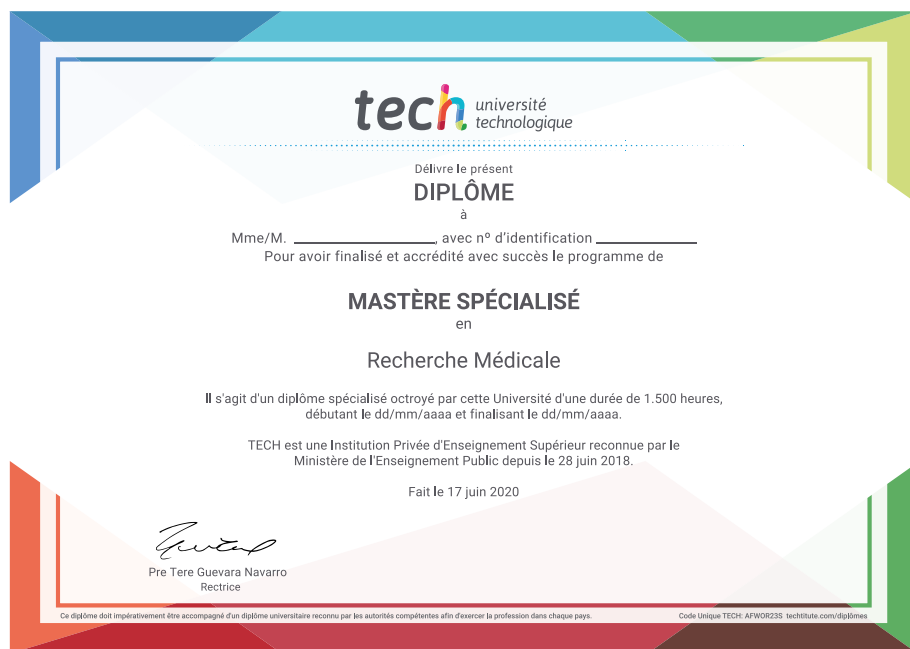 tech université
technologique
Délivre le présent
DIPLÔME
à
Mme/M. ____________, avec nº d'identification ____________
Pour avoir finalisé et accrédité avec succès le programme de
MASTÈRE SPÉCIALISÉ
en
Recherche Médicale
Il s'agit d'un diplôme spécialisé octroyé par cette Université d'une durée de 1.500 heures,
débutant le dd/mm/aaaa et finalisant le dd/mm/aaaa.
TECH est une Institution Privée d'Enseignement Supérieur reconnue par le
Ministère de l'Enseignement Public depuis le 28 juin 2018.
Fait le 17 juin 2020
Pre Tere Guevara Navarro
Rectrice
Ce diplôme doit impérativement être accompagné d'un diplôme universitaire reconnu par les autorités compétentes afin d'exercer la profession dans chaque pays.
Code Unique TECH: AFWOR23S techtitute.com/diplômes